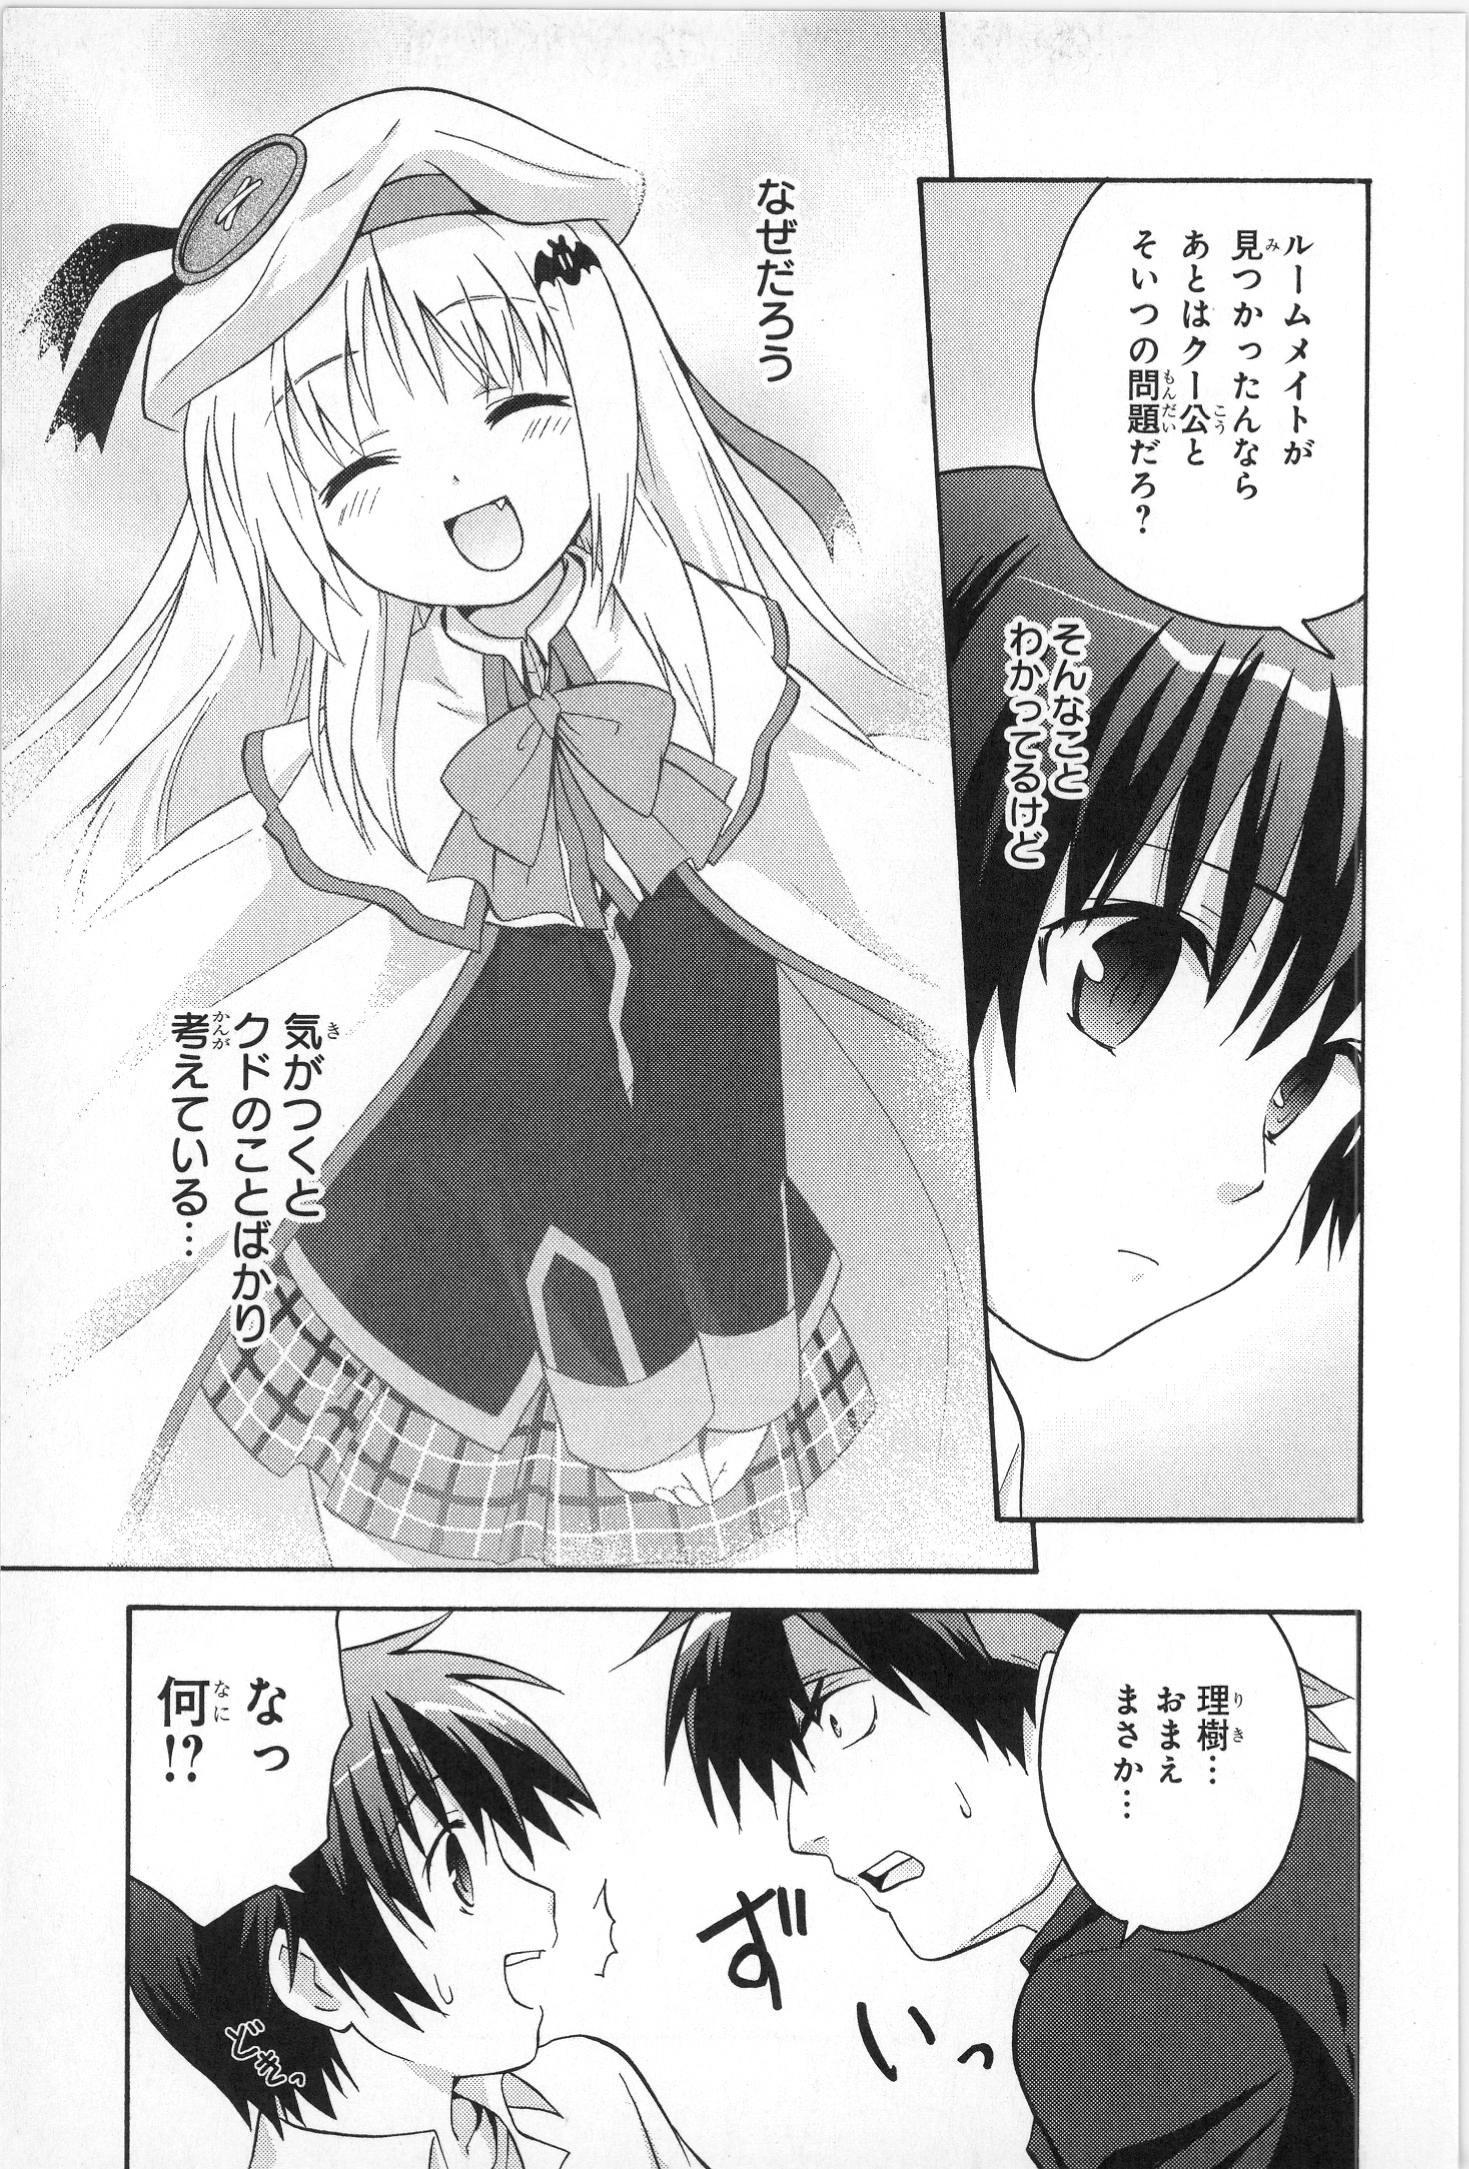 ルームメイトが
見つかったんなら
あとはクー公と
そいつの問題だろ?
そんなこと
わかってるけど
なぜだろう
気がつくと
クドのことばかり
考えている…
理樹…
おまえ
まさか…
ずいっ
なっ
何!?
どきっ